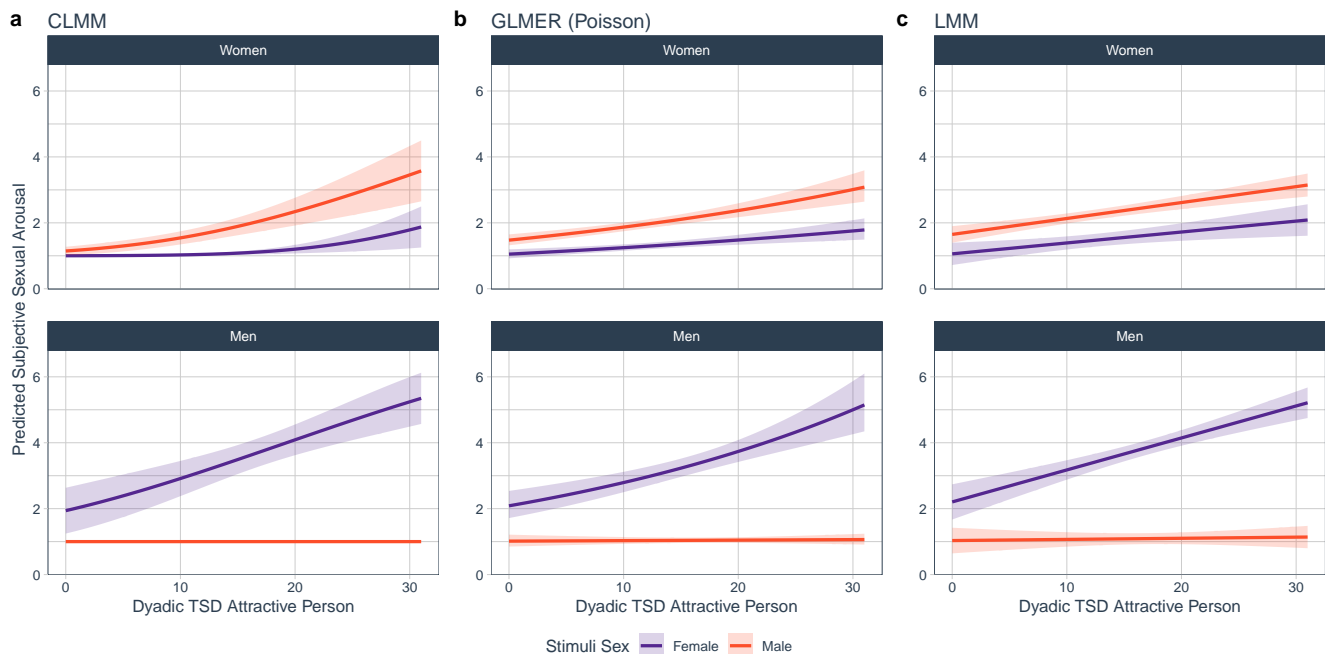 a CLMM
b GLMER (Poisson)
c LMM
Women
Women
Women
6
4
2
0
6
4
2
0
6
4
2
0
Predicted Subjective Sexual Arousal
Men
Men
Men
6
4
2
0
6
4
2
0
6
4
2
0
0 10 20 30
0 10 20 30
0 10 20 30
Dyadic TSD Attractive Person
Dyadic TSD Attractive Person
Dyadic TSD Attractive Person
Stimuli Sex Female Male